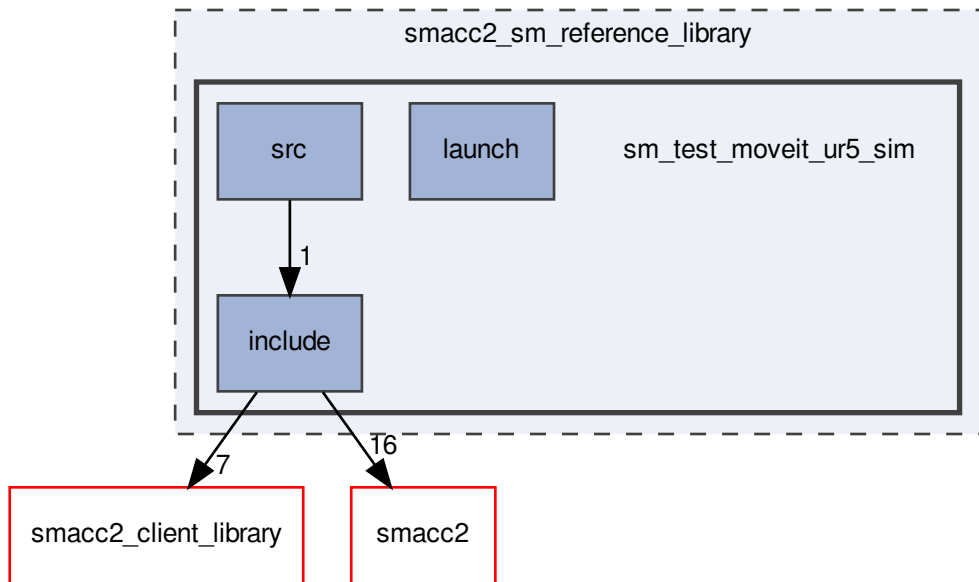 smacc2_sm_reference_library
src
launch
sm_test_moveit_ur5_sim
1
include
7
16
smacc2_client_library
smacc2